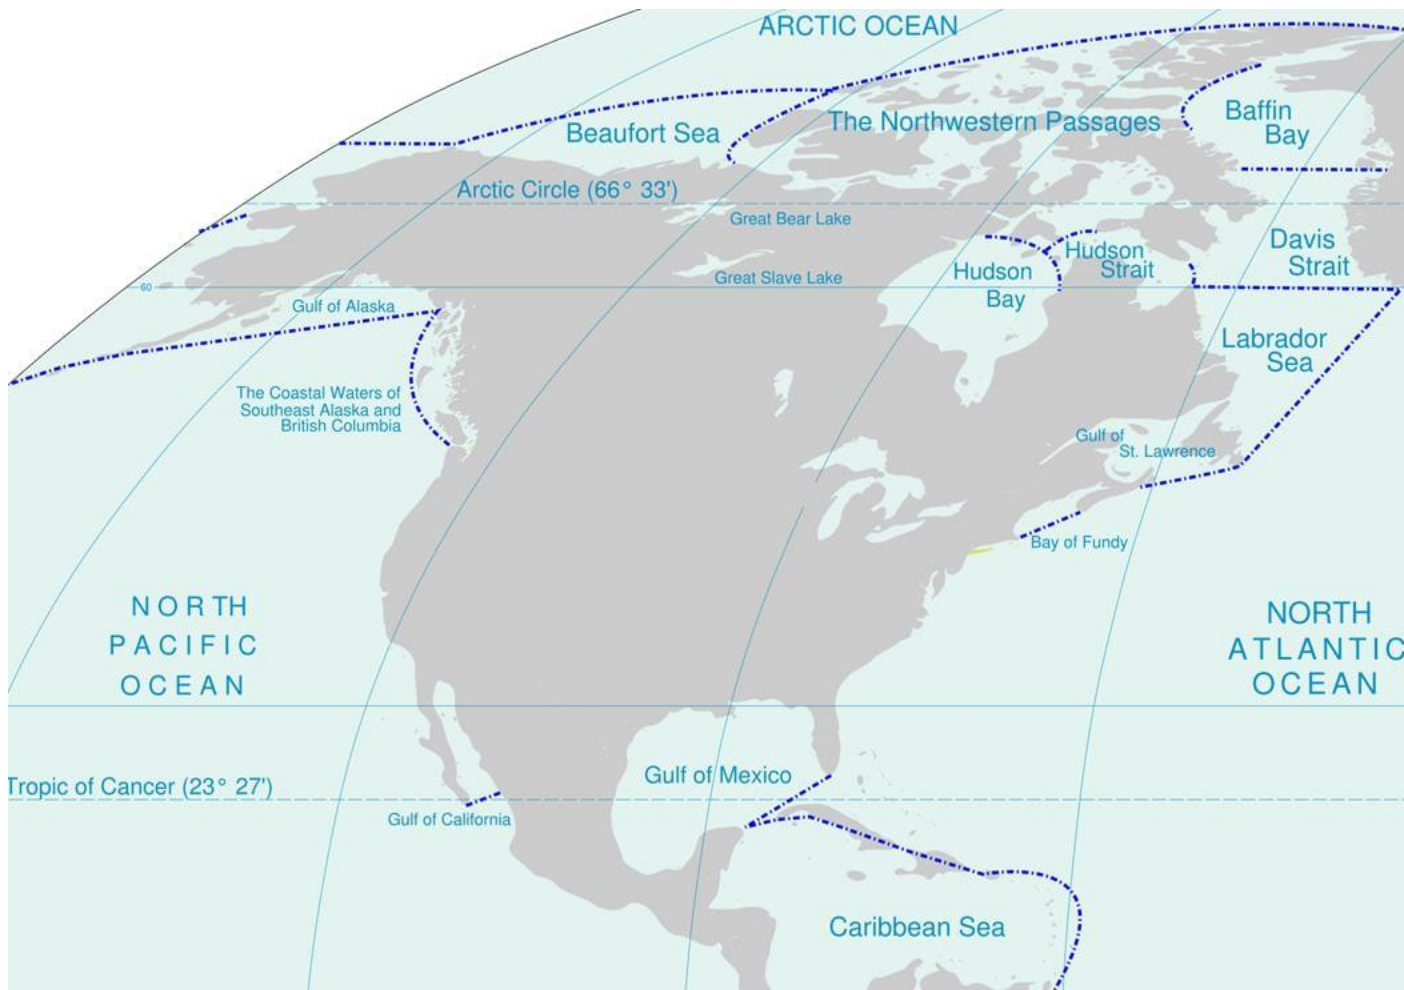 ARCTIC OCEAN
Beaufort Sea
The Northwestern Passages
Baffin
Bay
Arctic Circle (66° 33')
Great Bear Lake
Great Slave Lake
Hudson
Bay
Hudson
Strait
Davis
Strait
60
Gulf of Alaska
Labrador
Sea
The Coastal Waters of
Southeast Alaska and
British Columbia
Gulf of
St. Lawrence
Bay of Fundy
NORTH
PACIFIC
OCEAN
NORTH
ATLANTIC
OCEAN
Gulf of Mexico
Tropic of Cancer (23° 27')
Gulf of California
Caribbean Sea